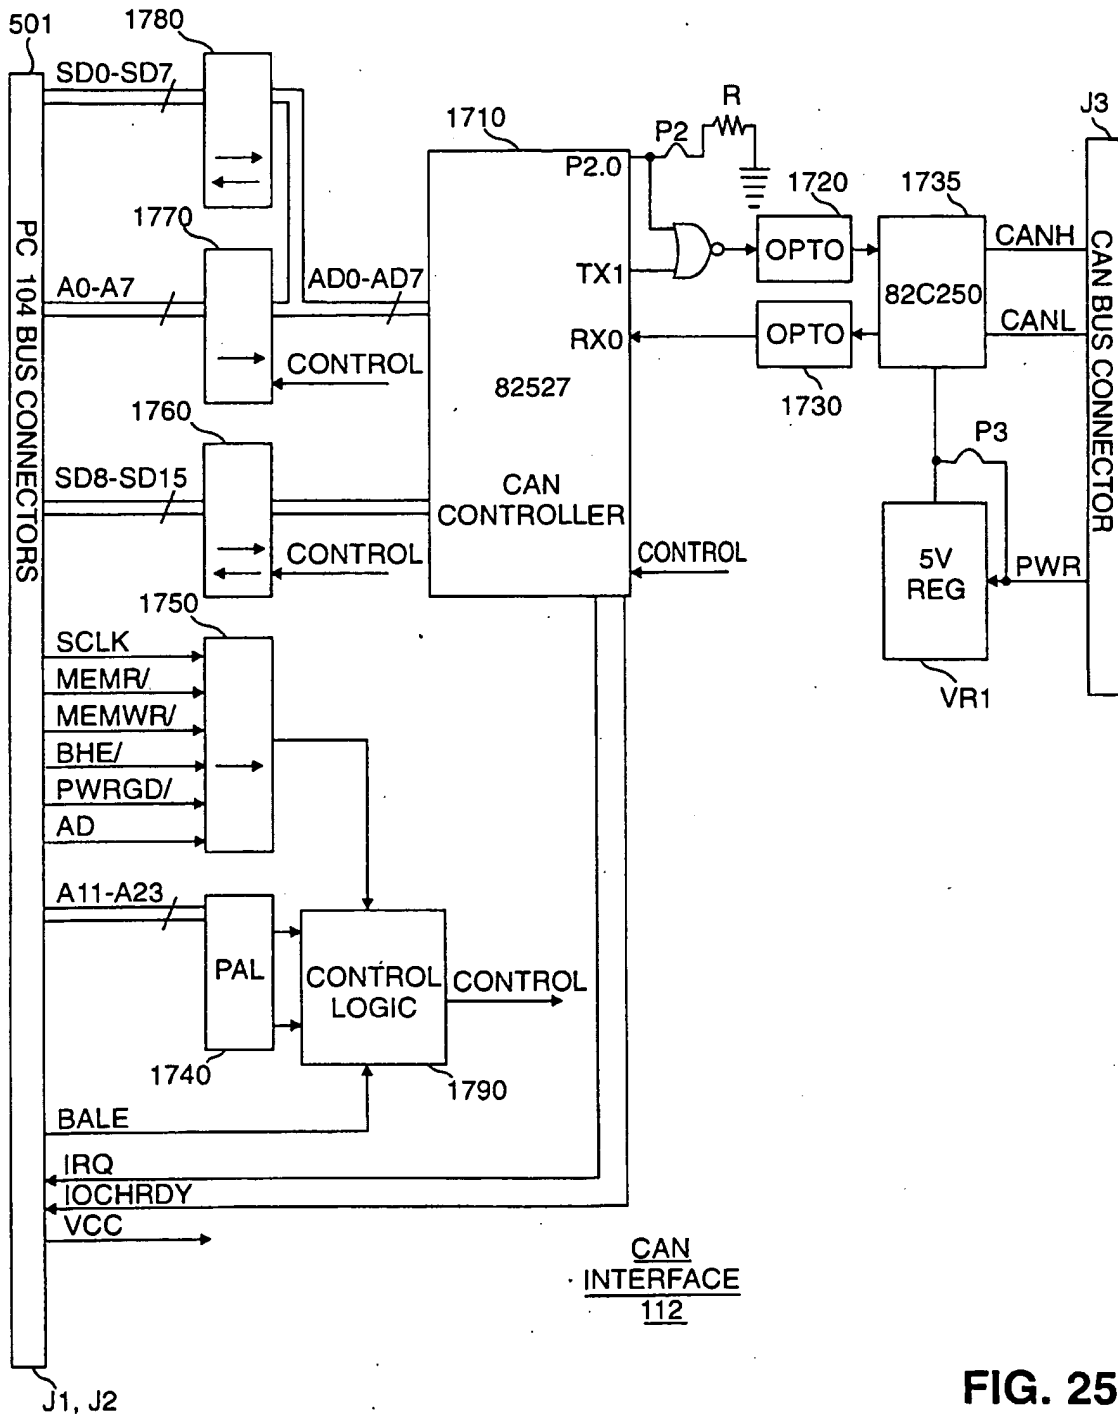 501
1780
SD0-SD7
1710
R
P2
J3
P2.0
1720
1735
1770
TX1
OPTO
82C250
CANH
A0-A7
AD0-AD7
RX0
OPTO
CANL
CONTROL
82527
1730
PC 104 BUS CONNECTORS
CAN BUS CONNECTOR
1760
P3
SD8-SD15
CAN
CONTROLLER
CONTROL
CONTROL
5V
REG
PWR
1750
VR1
SCLK
MEMR/
MEMWR/
BHE/
PWRGD/
AD
A11-A23
PAL
CONTROL
LOGIC
CONTROL
1740
1790
BALE
IRQ
IOCHRDY
VCC
CAN
INTERFACE
112
J1, J2
FIG. 25